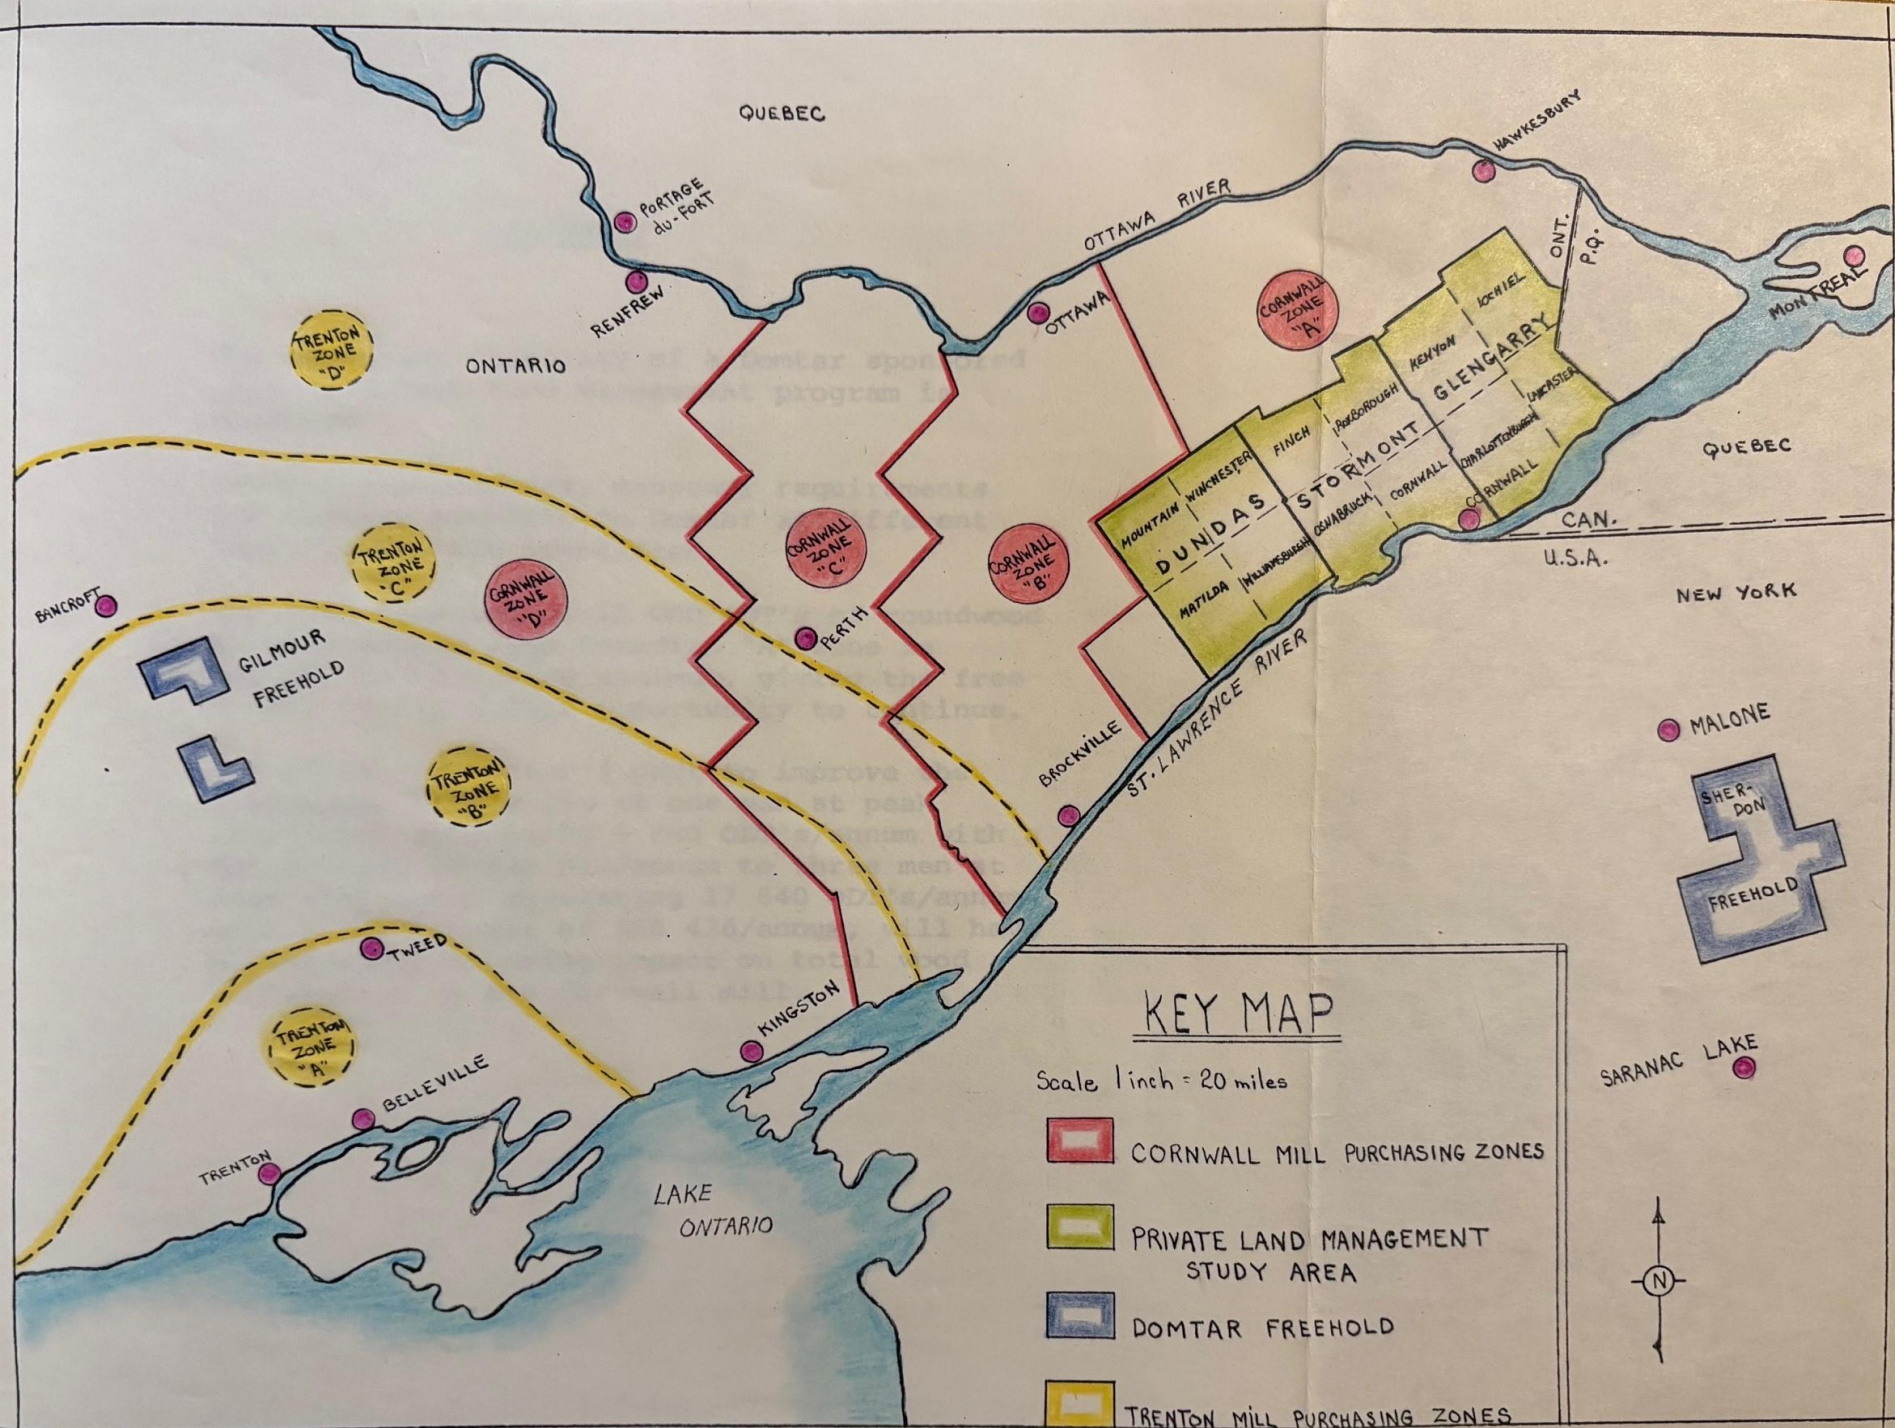 QUEBEC
HAWKESBURY
PORTAGE
du-FORT
OTTAWA RIVER
ONT.
P.Q.
MONTREAL
RENFREW
OTTAWA
CORNWALL
ZONE
"A"
LOCHIEL
KENYON
GLENGARRY
LANCASTER
TRENTON
ZONE
"D"
ONTARIO
FINCH
ROXBOROUGH
CHARLOTTENBURGH
STORMONT
WINCHESTER
MOUNTAIN
DUNDAS
OSNABRUCK
CORNWALL
CORNWALL
MATILDA
WILLIAMSBURGH
QUEBEC
CAN.
U.S.A.
NEW YORK
CORNWALL
ZONE
"C"
CORNWALL
ZONE
"B"
TRENTON
ZONE
"C"
CORNWALL
ZONE
"D"
BANCROFT
PERTH
GILMOUR
FREEHOLD
ST. LAWRENCE RIVER
BROCKVILLE
MALONE
SHER-
DON
FREEHOLD
TRENTON
ZONE
"B"
TWEED
TRENTON
ZONE
"A"
KINGSTON
BELLEVILLE
TRENTON
LAKE
ONTARIO
SARANAC LAKE
KEY MAP
Scale 1 inch = 20 miles
CORNWALL MILL PURCHASING ZONES
PRIVATE LAND MANAGEMENT
STUDY AREA
DOMTAR FREEHOLD
TRENTON MILL PURCHASING ZONES
N